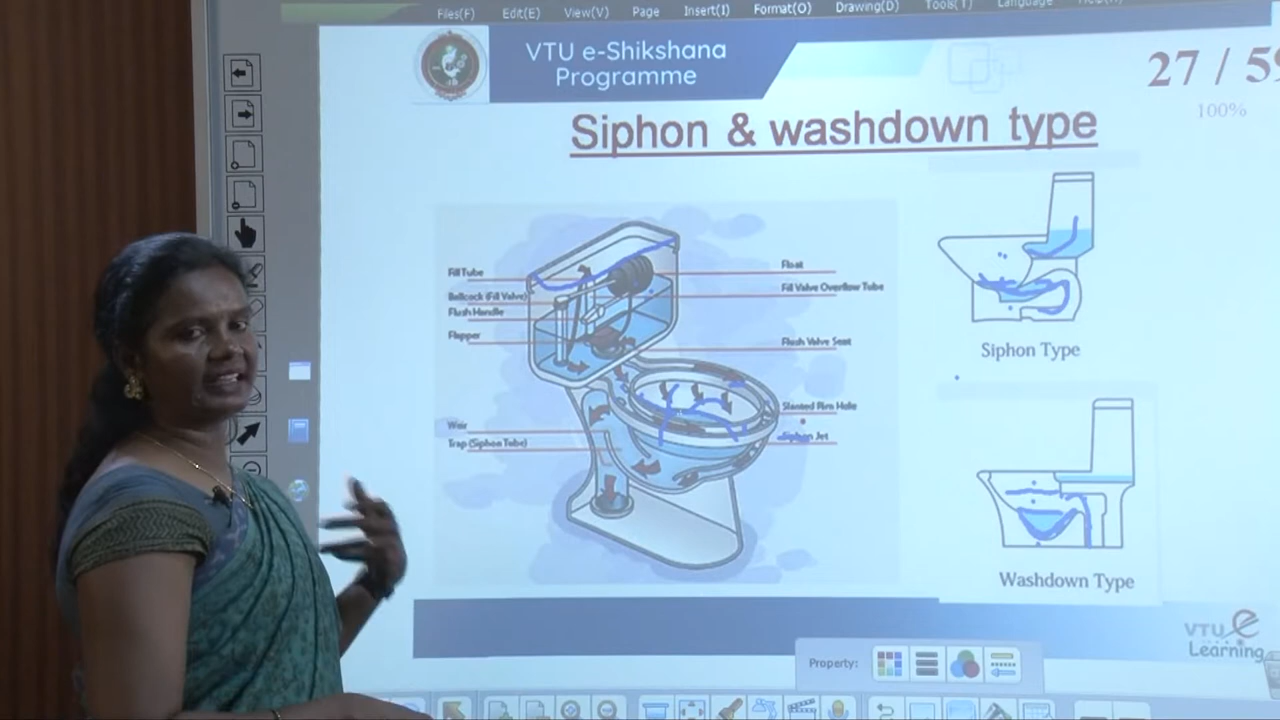 Files(F) Edit(E) View(V) Page Insert(I) Format(O) Drawing(D) Tools(T) Language
VTU e-Shikshana
Programme
27 / 59
100%
Siphon & washdown type
Fill Tube
Ballcock (Fill Valve)
Flush Handle
Flapper
Weir
Trap (Siphon Tube)
Float
Fill Valve Overflow Tube
Flush Valve Seat
Slanted Rim Hole
Siphon Jet
Siphon Type
Washdown Type
VTU e
Learning
Property: